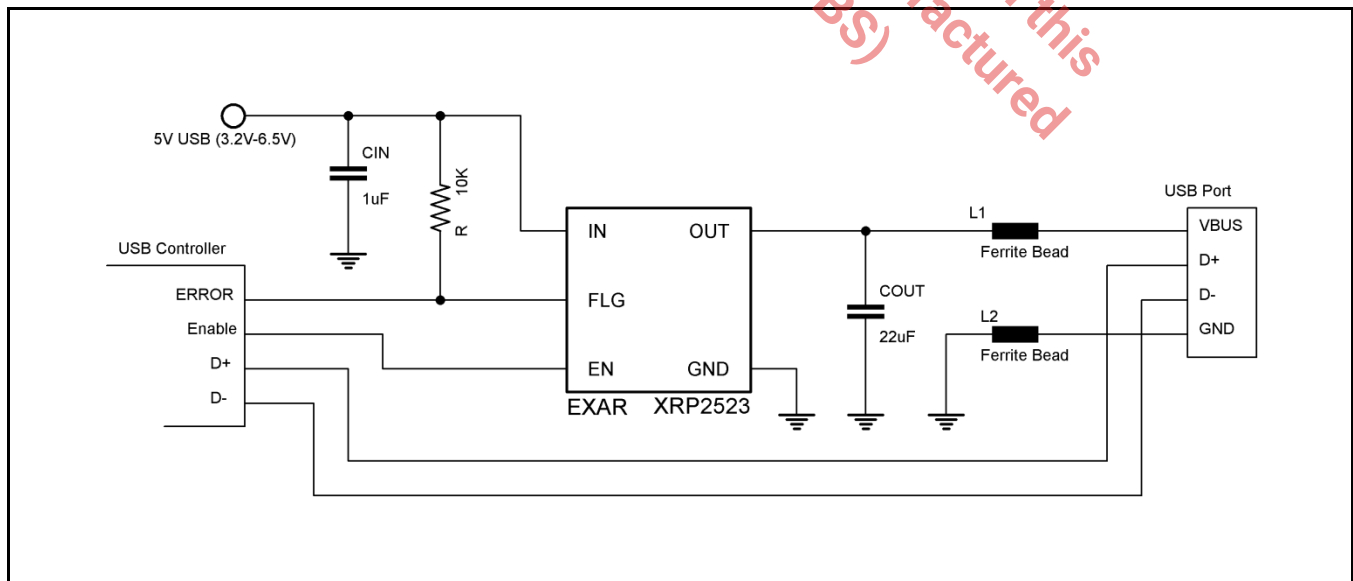 this
actured
BS)
5V USB (3.2V-6.5V)
CIN
1uF
10K
R
USB Controller
ERROR
Enable
D+
D-
IN
OUT
FLG
EN
GND
EXAR XRP2523
COUT
22uF
L1
Ferrite Bead
L2
Ferrite Bead
USB Port
VBUS
D+
D-
GND